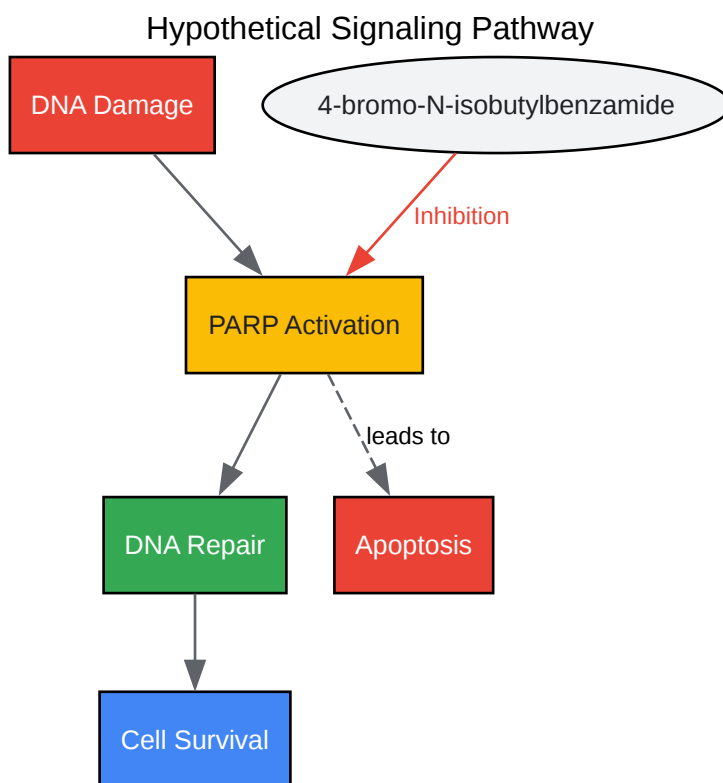 Hypothetical Signaling Pathway
DNA Damage
4-bromo-N-isobutylbenzamide
Inhibition
PARP Activation
leads to
DNA Repair
Apoptosis
Cell Survival